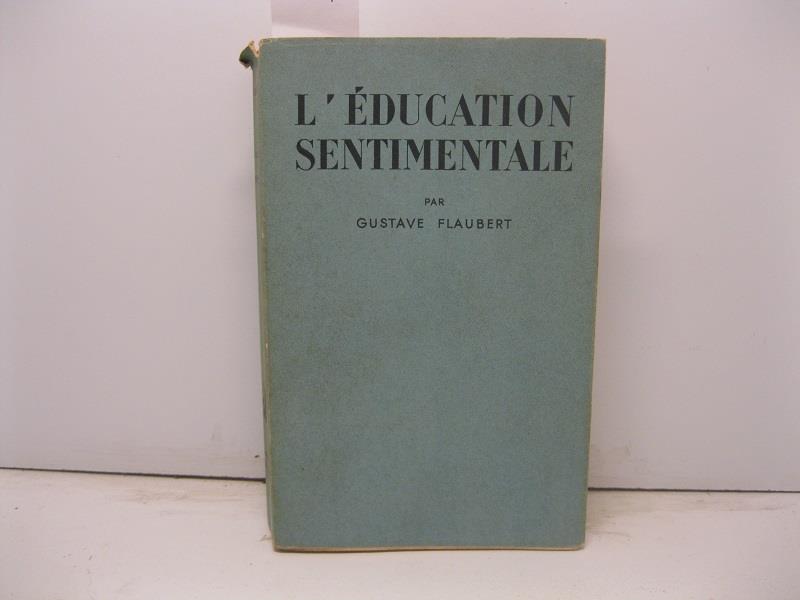 L'ÉDUCATION
SENTIMENTALE
PAR
GUSTAVE FLAUBERT